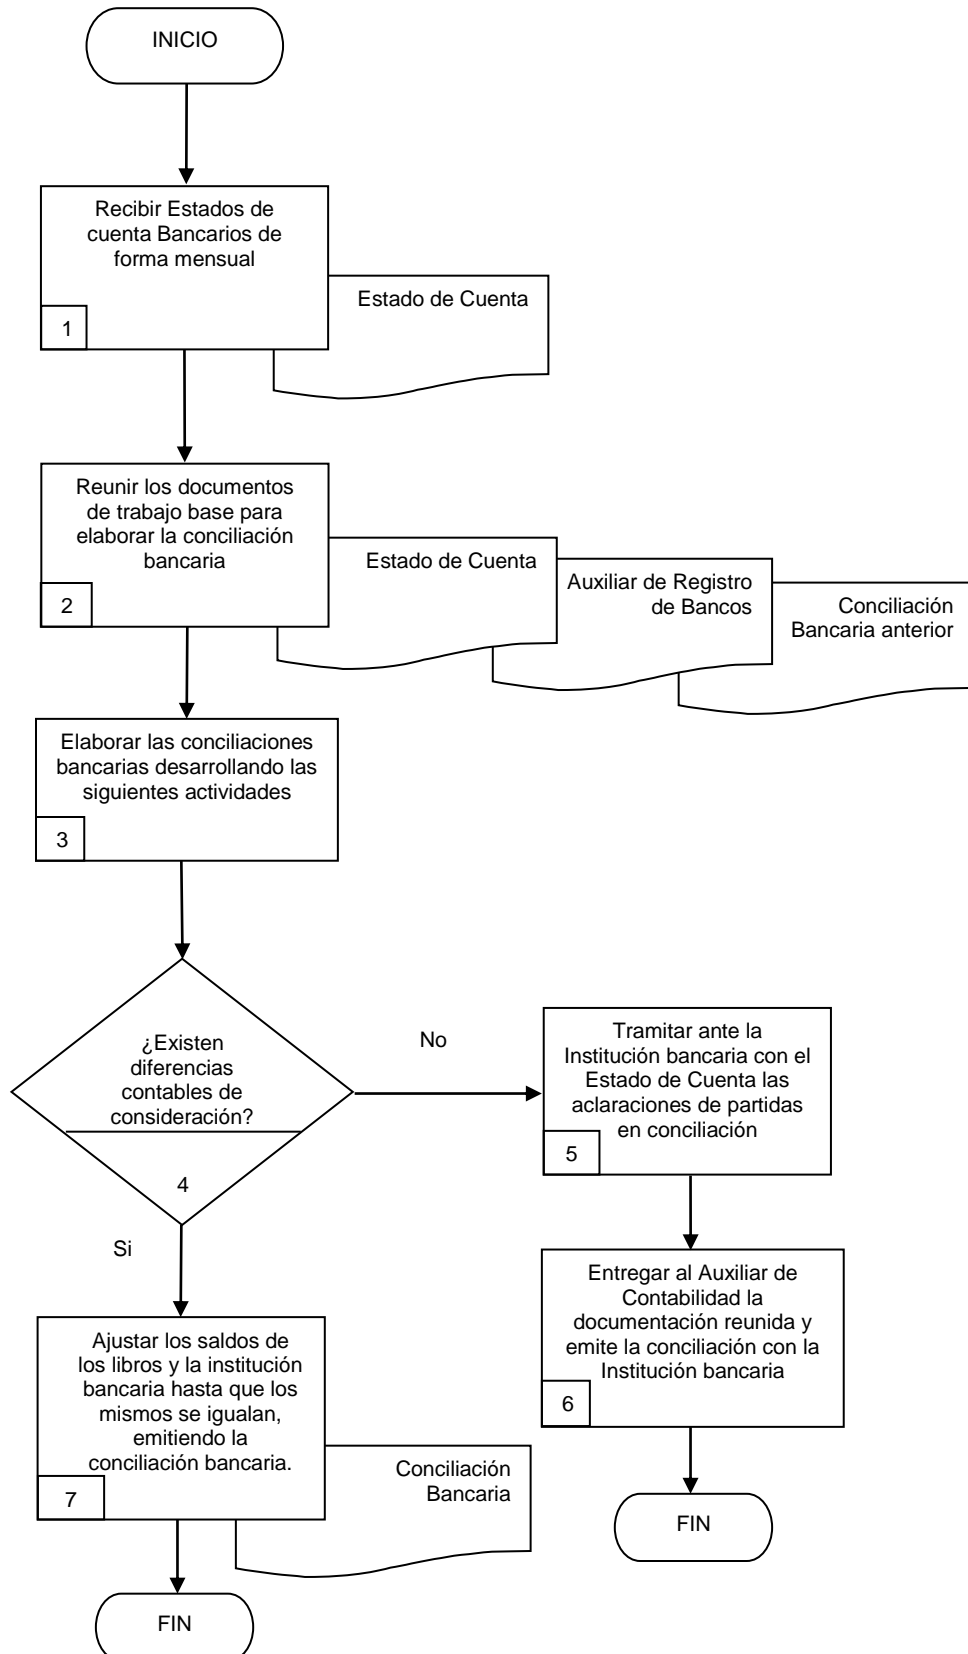 INICIO
Recibir Estados de
cuenta Bancarios de
forma mensual
1
Estado de Cuenta
Reunir los documentos
de trabajo base para
elaborar la conciliación
bancaria
2
Estado de Cuenta
Auxiliar de Registro
de Bancos
Conciliación
Bancaria anterior
Elaborar las conciliaciones
bancarias desarrollando las
siguientes actividades
3
¿Existen
diferencias
contables de
consideración?
4
No
Tramitar ante la
Institución bancaria con el
Estado de Cuenta las
aclaraciones de partidas
en conciliación
5
Entregar al Auxiliar de
Contabilidad la
documentación reunida y
emite la conciliación con la
Institución bancaria
6
FIN
Si
Ajustar los saldos de
los libros y la institución
bancaria hasta que los
mismos se igualan,
emitiendo la
conciliación bancaria.
7
Conciliación
Bancaria
FIN